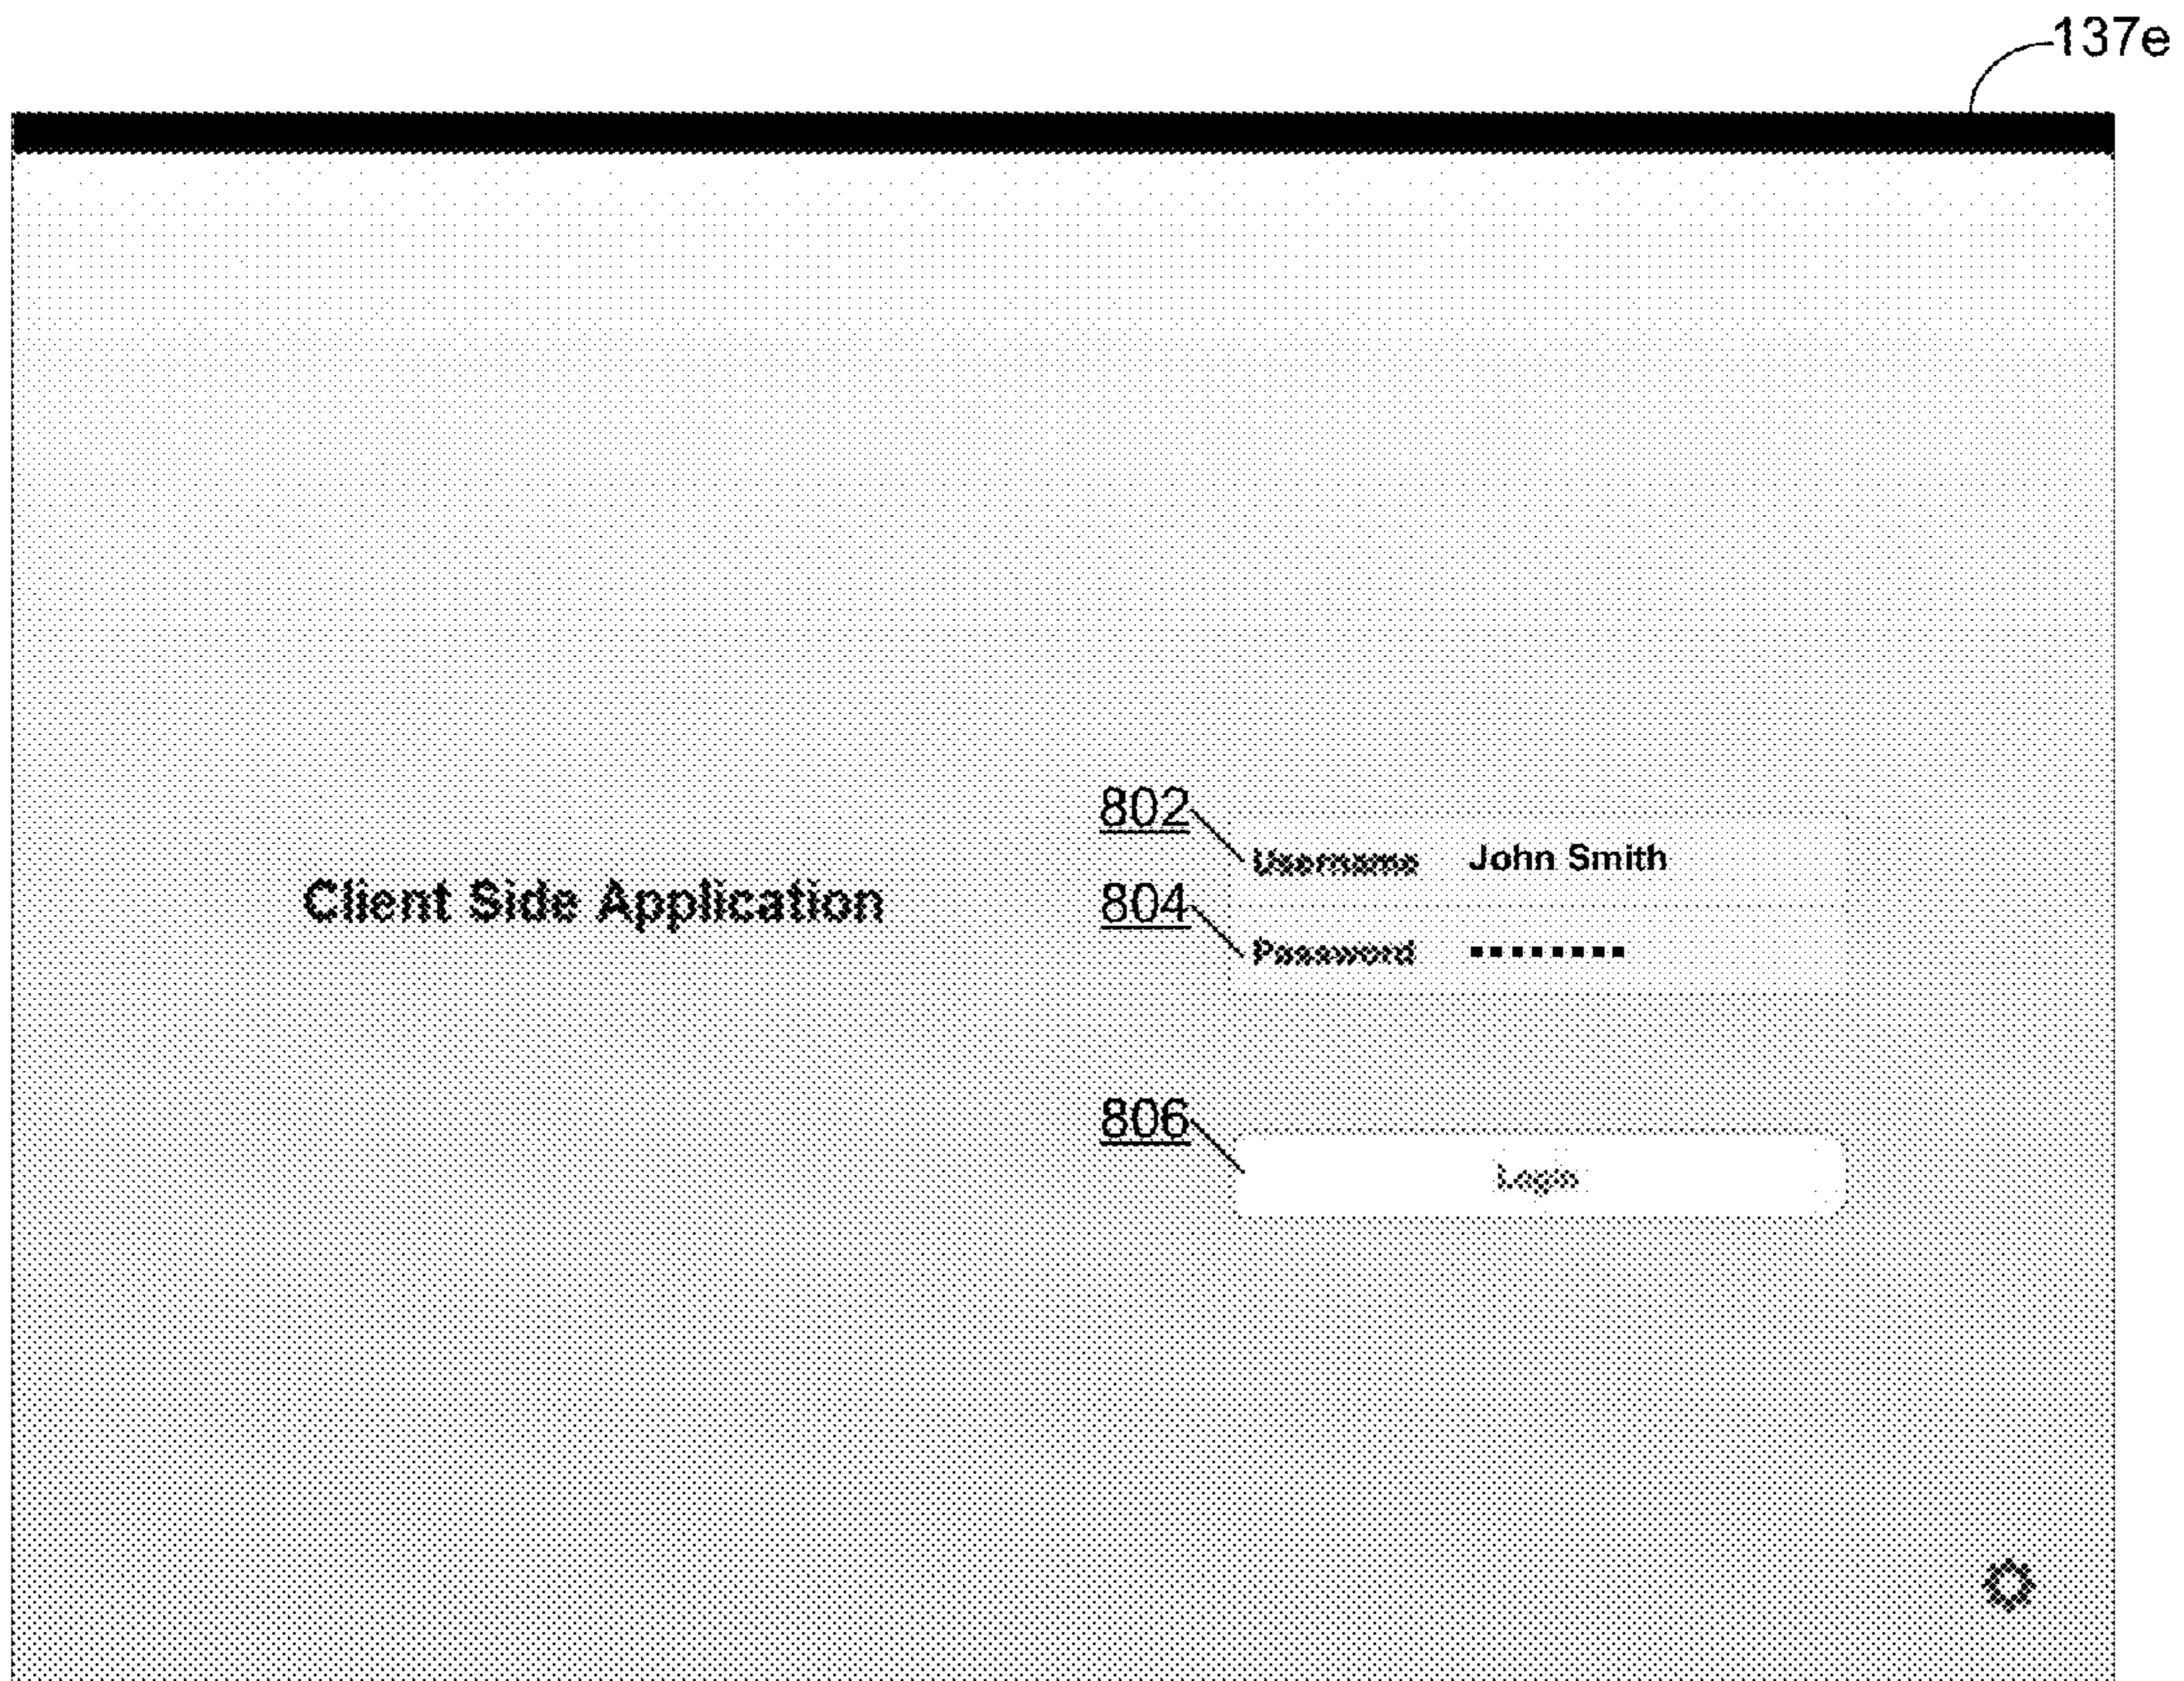 137e
802
Username John Smith
Client Side Application
804
Password ▪▪▪▪▪▪▪▪
806
Login